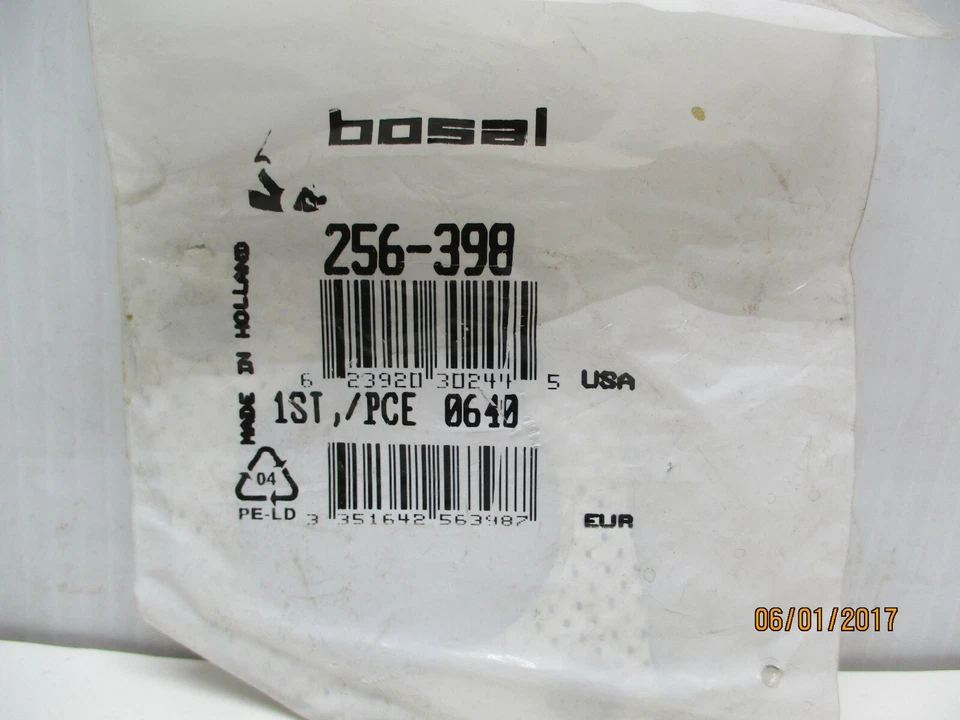 bosal
256-398
MADE IN HOLLAND
6 23920 30244 5 USA
1ST,/PCE 0640
04
PE-LD
3 351642 563987 EUR
06/01/2017